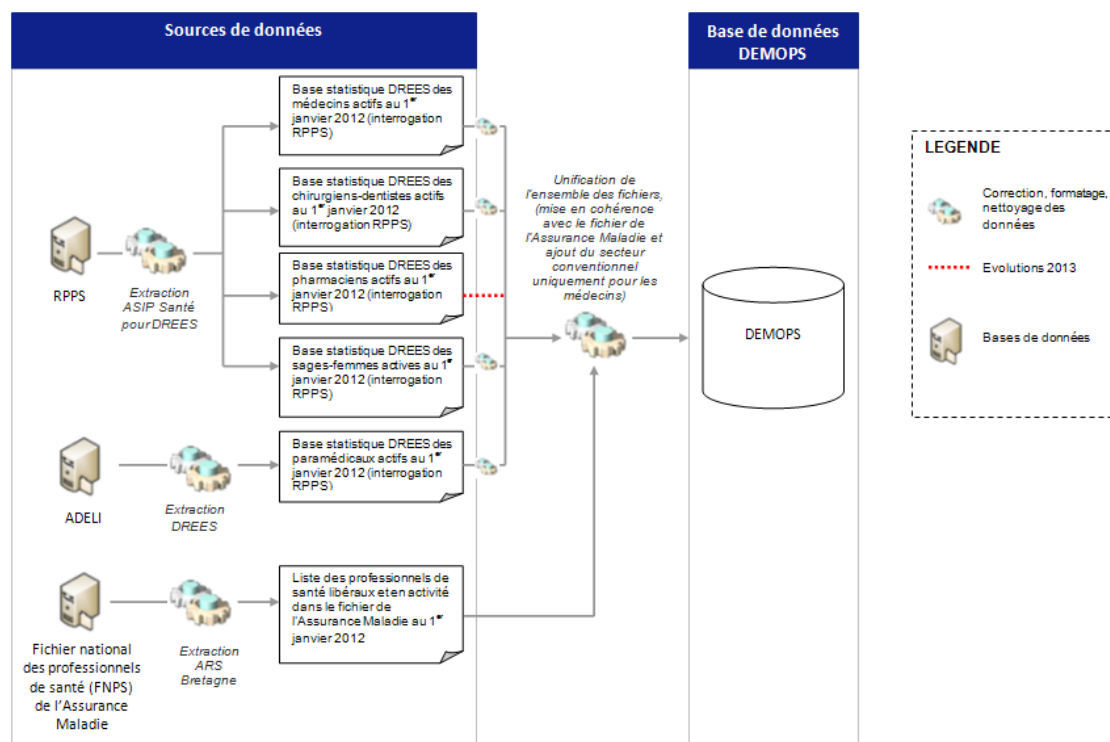 Sources de données
Base de données
DEMOPS
Base statistique DREES des
médecins actifs au 1er
janvier 2012 (interrogation
RPPS)
Base statistique DREES des
chirurgiens-dentistes actifs
au 1er janvier 2012
(interrogation RPPS)
Base statistique DREES des
pharmaciens actifs au 1er
janvier 2012 (interrogation
RPPS)
Base statistique DREES des
sages-femmes actives au 1er
janvier 2012 (interrogation
RPPS)
RPPS
Extraction
ASIP Santé
pour DREES
Unification de
l'ensemble des fichiers,
(mise en cohérence
avec le fichier de
l'Assurance Maladie et
ajout du secteur
conventionnel
uniquement pour les
médecins)
DEMOPS
LEGENDE
Correction, formatage,
nettoyage des
données
Evolutions 2013
Bases de données
ADELI
Extraction
DREES
Base statistique DREES des
paramédicaux actifs au 1er
janvier 2012 (interrogation
RPPS)
Fichier national
des professionnels
de santé (FNPS)
de l'Assurance
Maladie
Extraction
ARS
Bretagne
Liste des professionnels de
santé libéraux et en activité
dans le fichier de
l'Assurance Maladie au 1er
janvier 2012